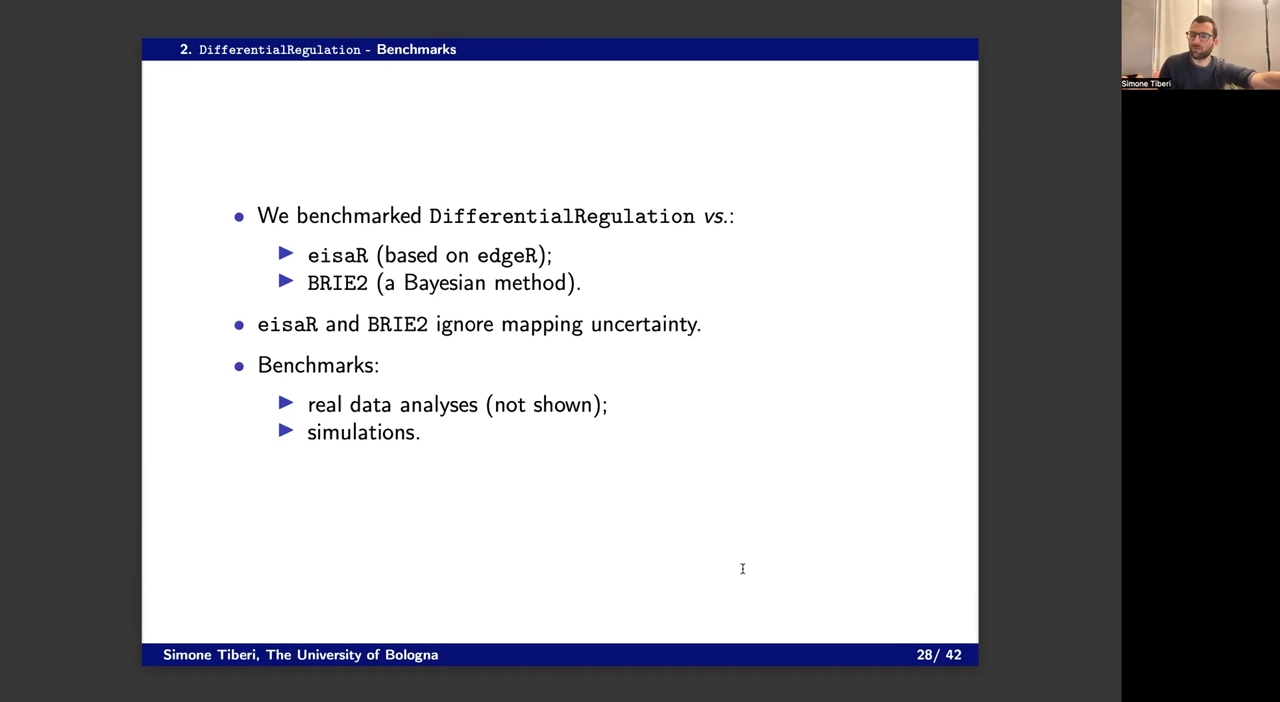 2. DifferentialRegulation - Benchmarks
Simone Tiberi
• We benchmarked DifferentialRegulation vs.:
▶ eisaR (based on edgeR);
▶ BRIE2 (a Bayesian method).
• eisaR and BRIE2 ignore mapping uncertainty.
• Benchmarks:
▶ real data analyses (not shown);
▶ simulations.
Simone Tiberi, The University of Bologna
28/ 42